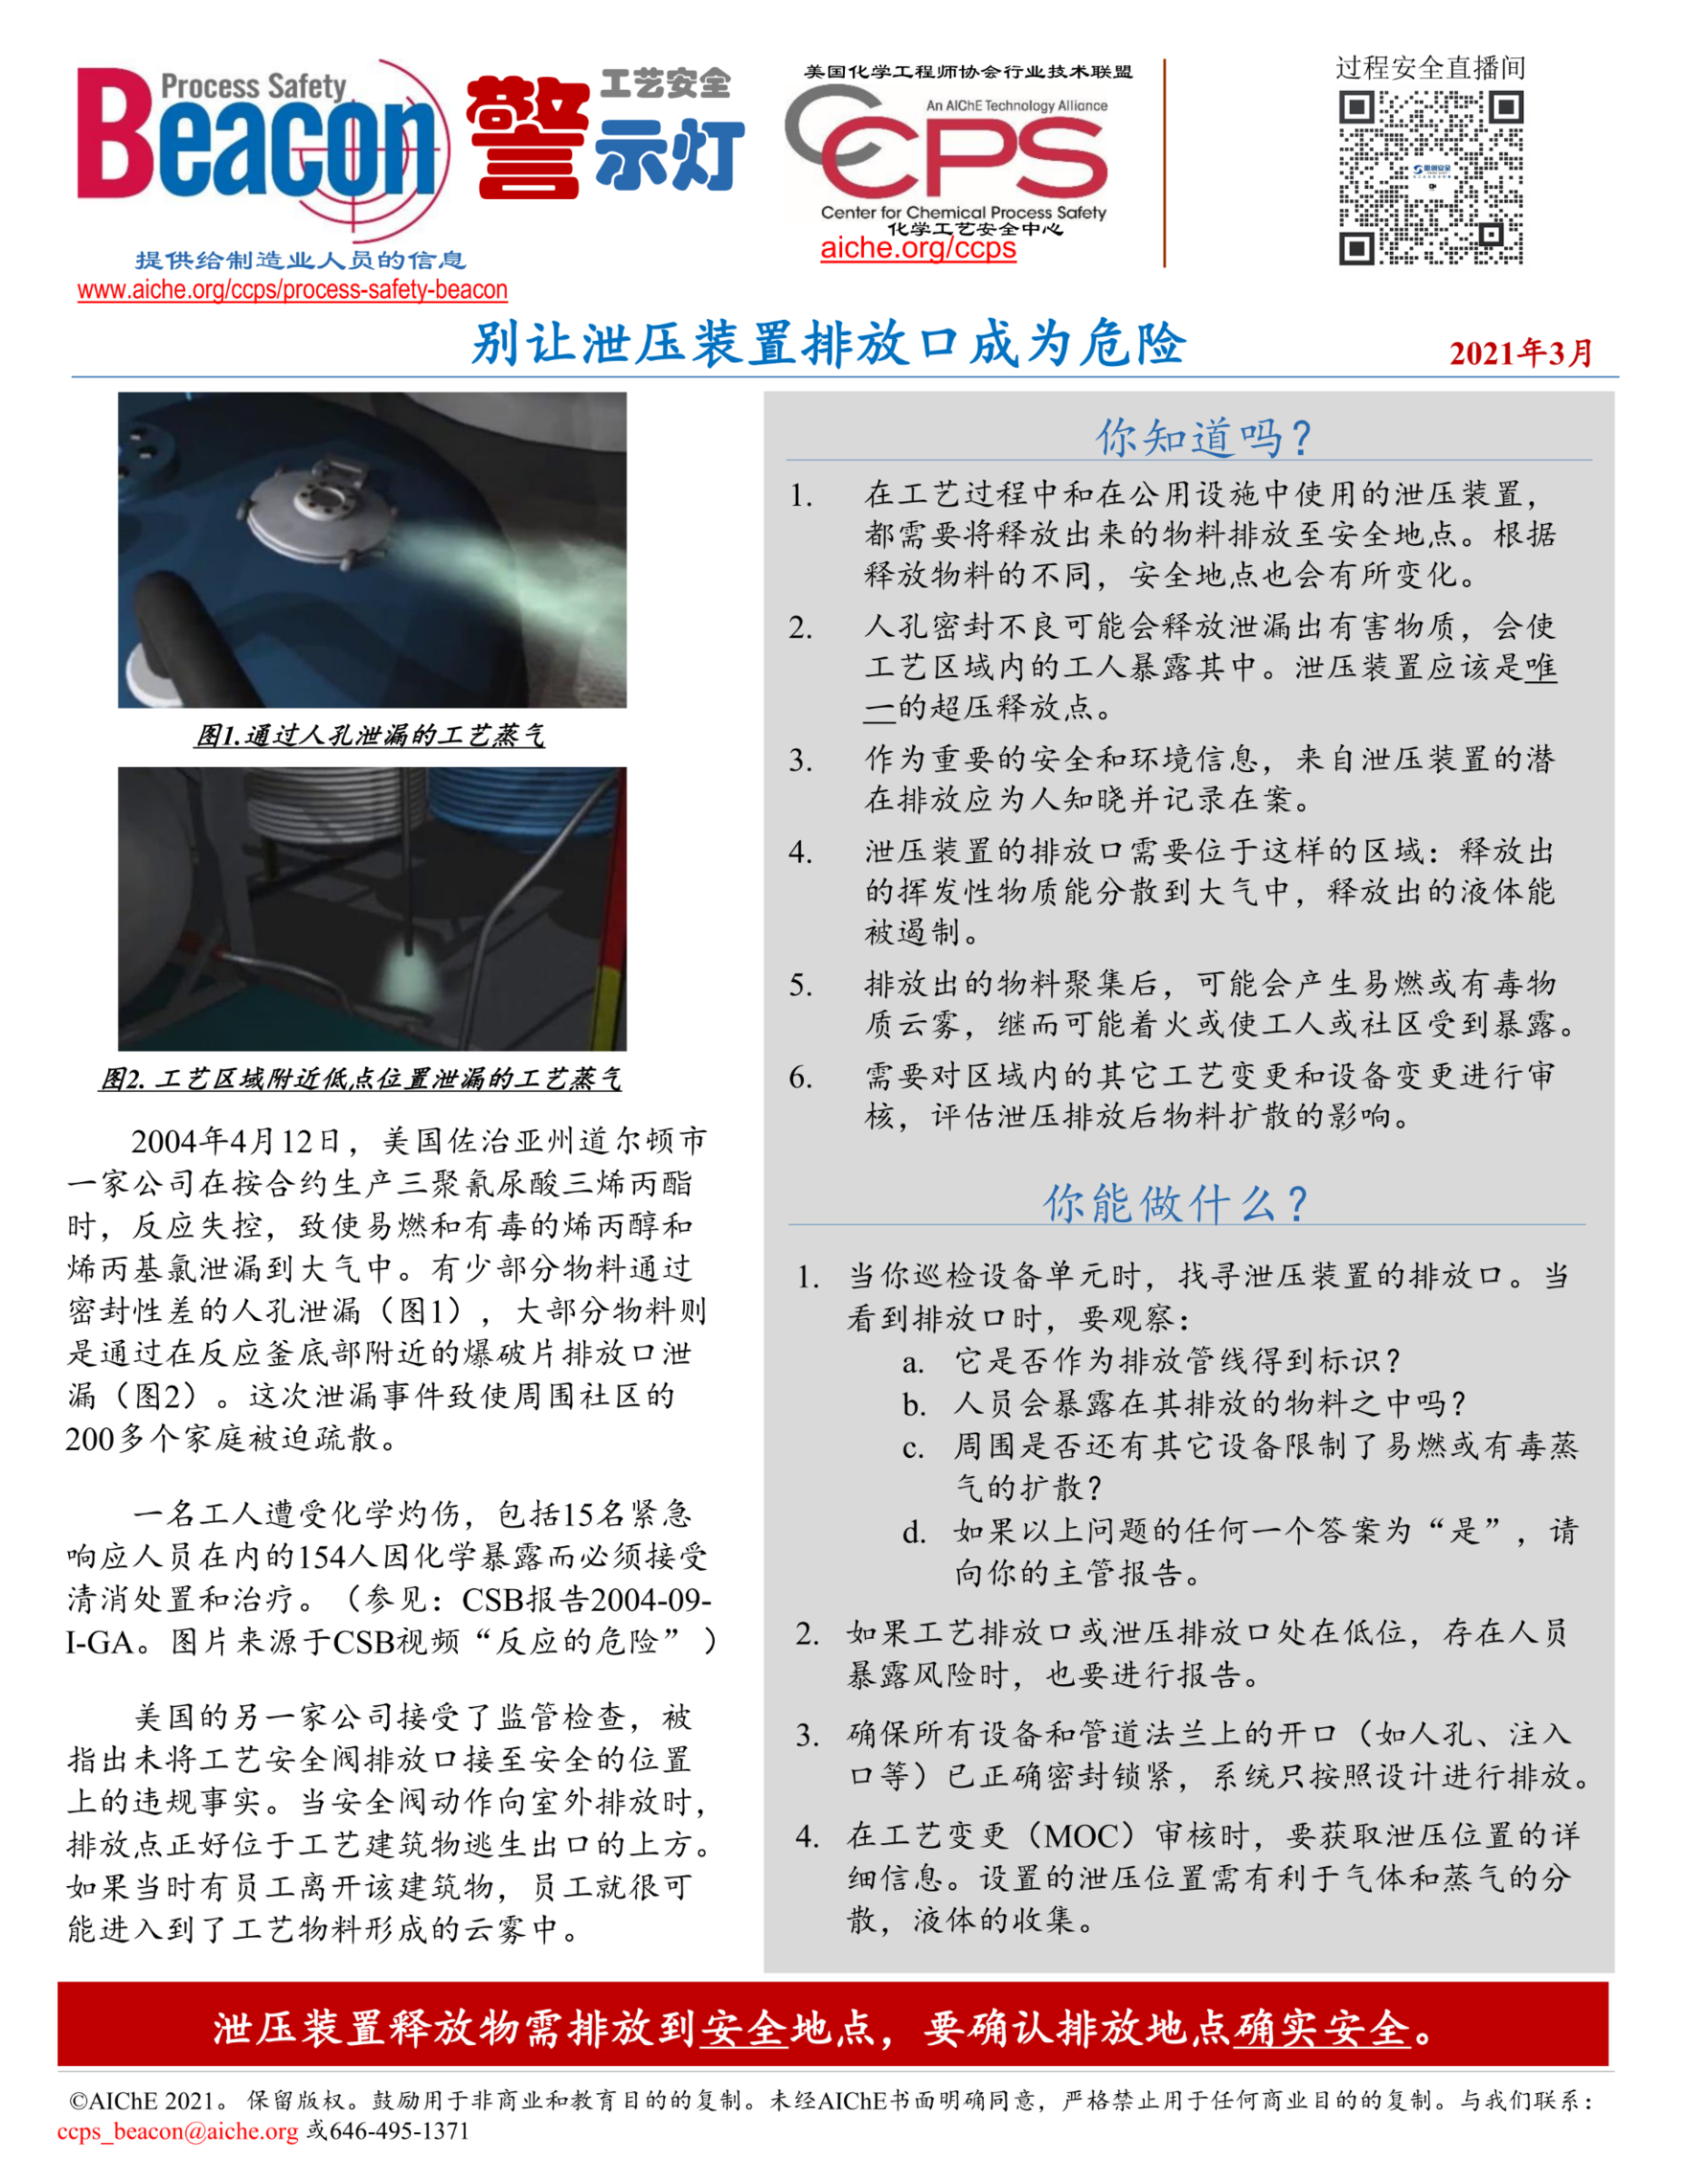 Process Safety
Beacon
工艺安全
警示灯
提供给制造业人员的信息
www.aiche.org/ccps/process-safety-beacon
美国化学工程师协会行业技术联盟
An AIChE Technology Alliance
CCPS
Center for Chemical Process Safety
化学工艺安全中心
aiche.org/ccps
过程安全直播间
别让泄压装置排放口成为危险
2021年3月
图1.通过人孔泄漏的工艺蒸气
图2. 工艺区域附近低点位置泄漏的工艺蒸气
2004年4月12日，美国佐治亚州道尔顿市
一家公司在按合约生产三聚氰尿酸三烯丙酯
时，反应失控，致使易燃和有毒的烯丙醇和
烯丙基氯泄漏到大气中。有少部分物料通过
密封性差的人孔泄漏（图1），大部分物料则
是通过在反应釜底部附近的爆破片排放口泄
漏（图2）。这次泄漏事件致使周围社区的
200多个家庭被迫疏散。
一名工人遭受化学灼伤，包括15名紧急
响应人员在内的154人因化学暴露而必须接受
清消处置和治疗。（参见：CSB报告2004-09-
I-GA。图片来源于CSB视频“反应的危险”）
美国的另一家公司接受了监管检查，被
指出未将工艺安全阀排放口接至安全的位置
上的违规事实。当安全阀动作向室外排放时，
排放点正好位于工艺建筑物逃生出口的上方。
如果当时有员工离开该建筑物，员工就很可
能进入到了工艺物料形成的云雾中。
你知道吗？
1. 在工艺过程中和在公用设施中使用的泄压装置，
都需要将释放出来的物料排放至安全地点。根据
释放物料的不同，安全地点也会有所变化。
2. 人孔密封不良可能会释放泄漏出有害物质，会使
工艺区域内的工人暴露其中。泄压装置应该是唯
一的超压释放点。
3. 作为重要的安全和环境信息，来自泄压装置的潜
在排放应为人知晓并记录在案。
4. 泄压装置的排放口需要位于这样的区域：释放出
的挥发性物质能分散到大气中，释放出的液体能
被遏制。
5. 排放出的物料聚集后，可能会产生易燃或有毒物
质云雾，继而可能着火或使工人或社区受到暴露。
6. 需要对区域内的其它工艺变更和设备变更进行审
核，评估泄压排放后物料扩散的影响。
你能做什么？
1. 当你巡检设备单元时，找寻泄压装置的排放口。当
看到排放口时，要观察：
a. 它是否作为排放管线得到标识？
b. 人员会暴露在其排放的物料之中吗？
c. 周围是否还有其它设备限制了易燃或有毒蒸
气的扩散？
d. 如果以上问题的任何一个答案为“是”，请
向你的主管报告。
2. 如果工艺排放口或泄压排放口处在低位，存在人员
暴露风险时，也要进行报告。
3. 确保所有设备和管道法兰上的开口（如人孔、注入
口等）已正确密封锁紧，系统只按照设计进行排放。
4. 在工艺变更（MOC）审核时，要获取泄压位置的详
细信息。设置的泄压位置需有利于气体和蒸气的分
散，液体的收集。
泄压装置释放物需排放到安全地点，要确认排放地点确实安全。
©AIChE 2021。 保留版权。鼓励用于非商业和教育目的的复制。未经AIChE书面明确同意，严格禁止用于任何商业目的的复制。与我们联系：
ccps_beacon@aiche.org 或646-495-1371